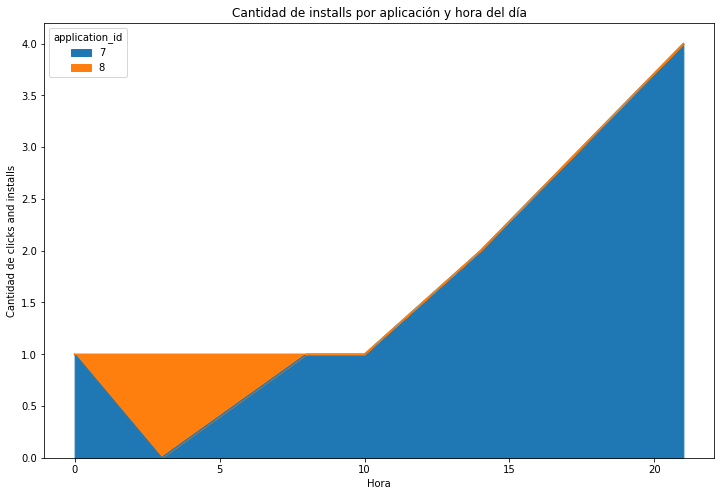 Cantidad de installs por aplicación y hora del día
application_id
7
8
4.0
3.5
3.0
2.5
2.0
1.5
1.0
0.5
0.0
Cantidad de clicks and installs
0 5 10 15 20
Hora